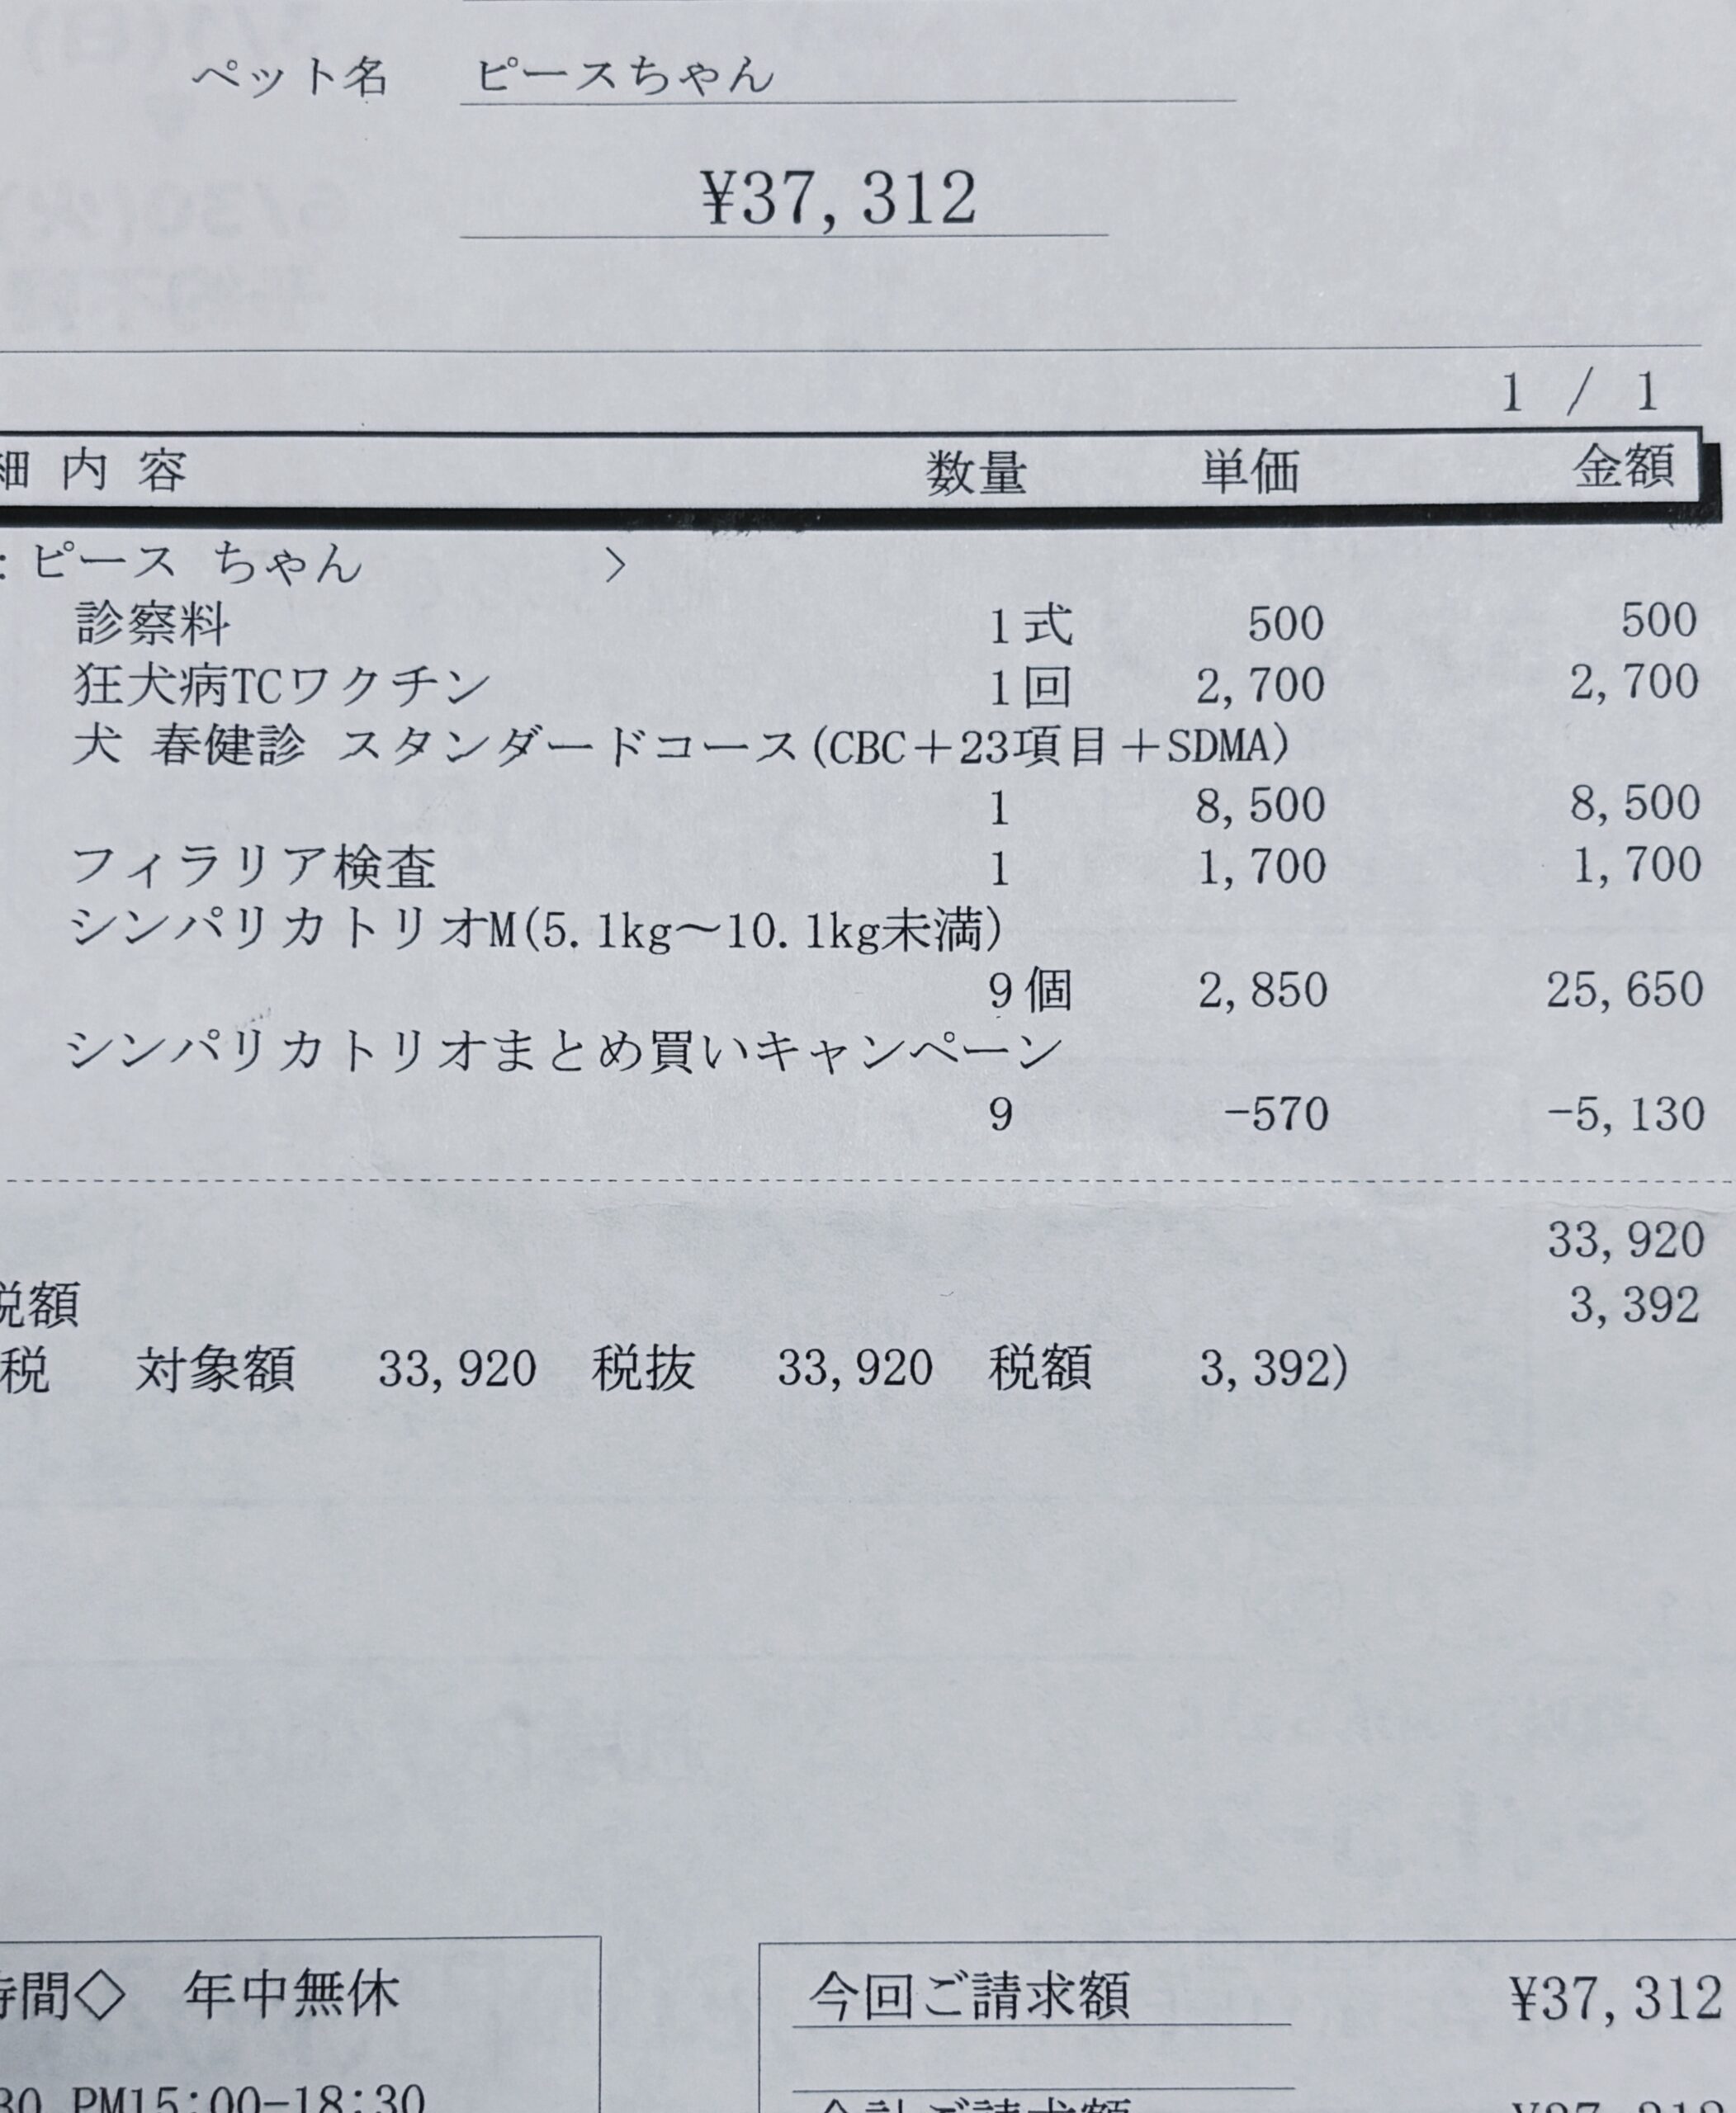 ペット名 ピースちゃん
¥37,312
1 / 1
細 内 容 数量 単価 金額
:ピース ちゃん >
診察料 1式 500 500
狂犬病TCワクチン 1回 2,700 2,700
犬 春健診 スタンダードコース(CBC+23項目+SDMA)
1 8,500 8,500
フィラリア検査 1 1,700 1,700
シンパリカトリオM(5.1kg〜10.1kg未満)
9個 2,850 25,650
シンパリカトリオまとめ買いキャンペーン
9 -570 -5,130
33,920
税額 3,392
税 対象額 33,920 税抜 33,920 税額 3,392)
時間◇ 年中無休
30 PM15:00-18:30
今回ご請求額 ¥37,312
合計ご請求額 ¥37,312